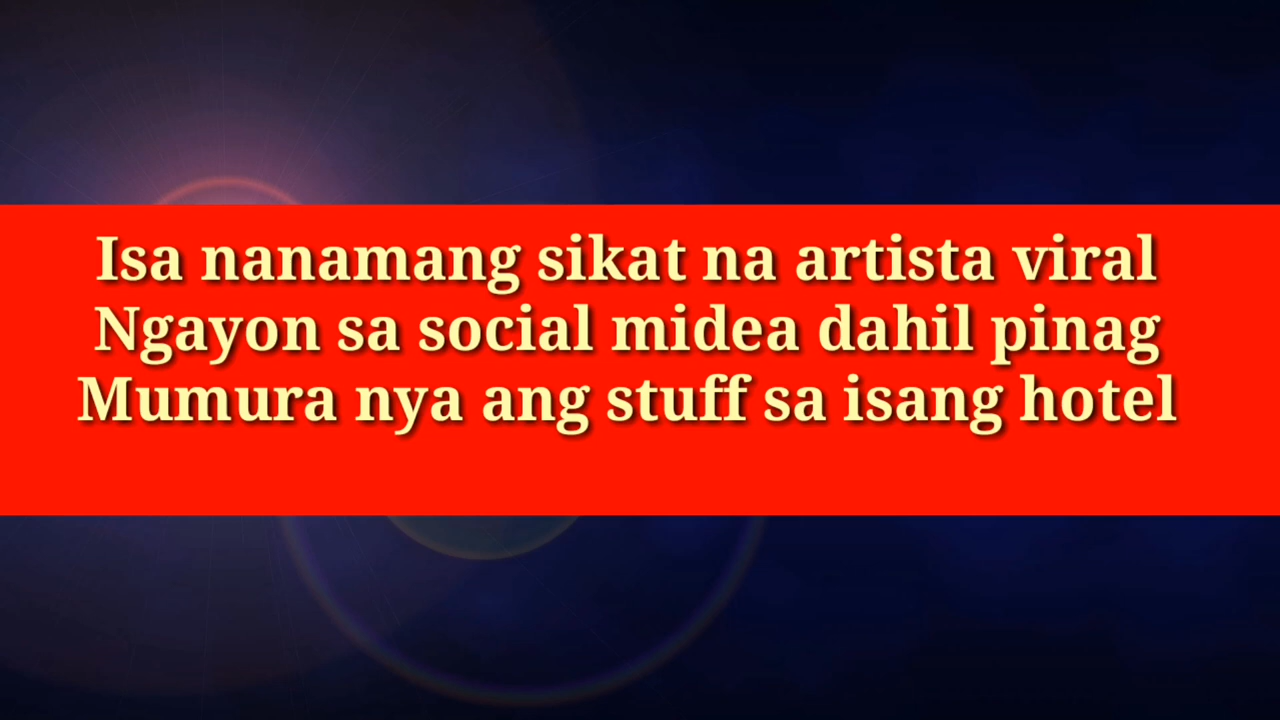 Isa nanamang sikat na artista viral
Ngayon sa social midea dahil pinag
Mumura nya ang stuff sa isang hotel